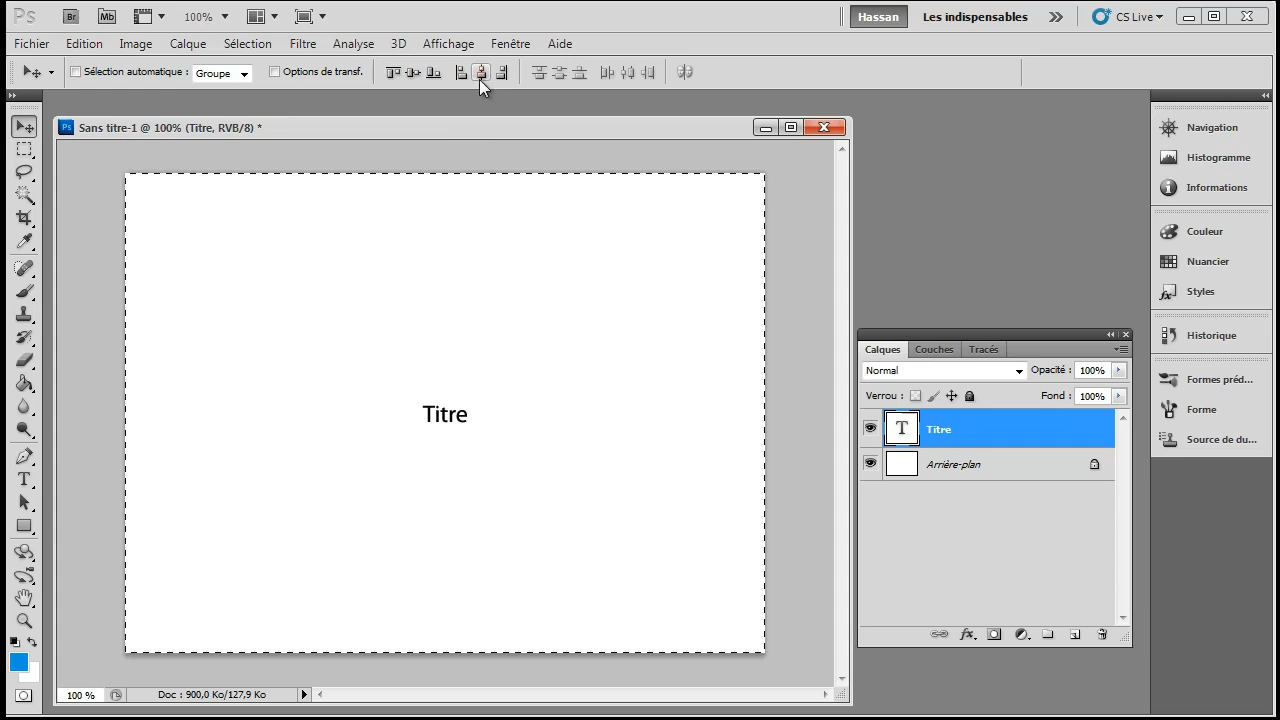 Ps Br Mb 100% Hassan Les indispensables CS Live
Fichier Edition Image Calque Sélection Filtre Analyse 3D Affichage Fenêtre Aide
Sélection automatique : Groupe Options de transf.
Ps Sans titre-1 @ 100% (Titre, RVB/8) *
Navigation
Histogramme
Informations
Couleur
Nuancier
Styles
Historique
Formes préd...
Forme
Source de du...
Titre
Calques Couches Tracés
Normal Opacité : 100%
Verrou : Fond : 100%
T Titre
Arrière-plan
100 % Doc : 900,0 Ko/127,9 Ko